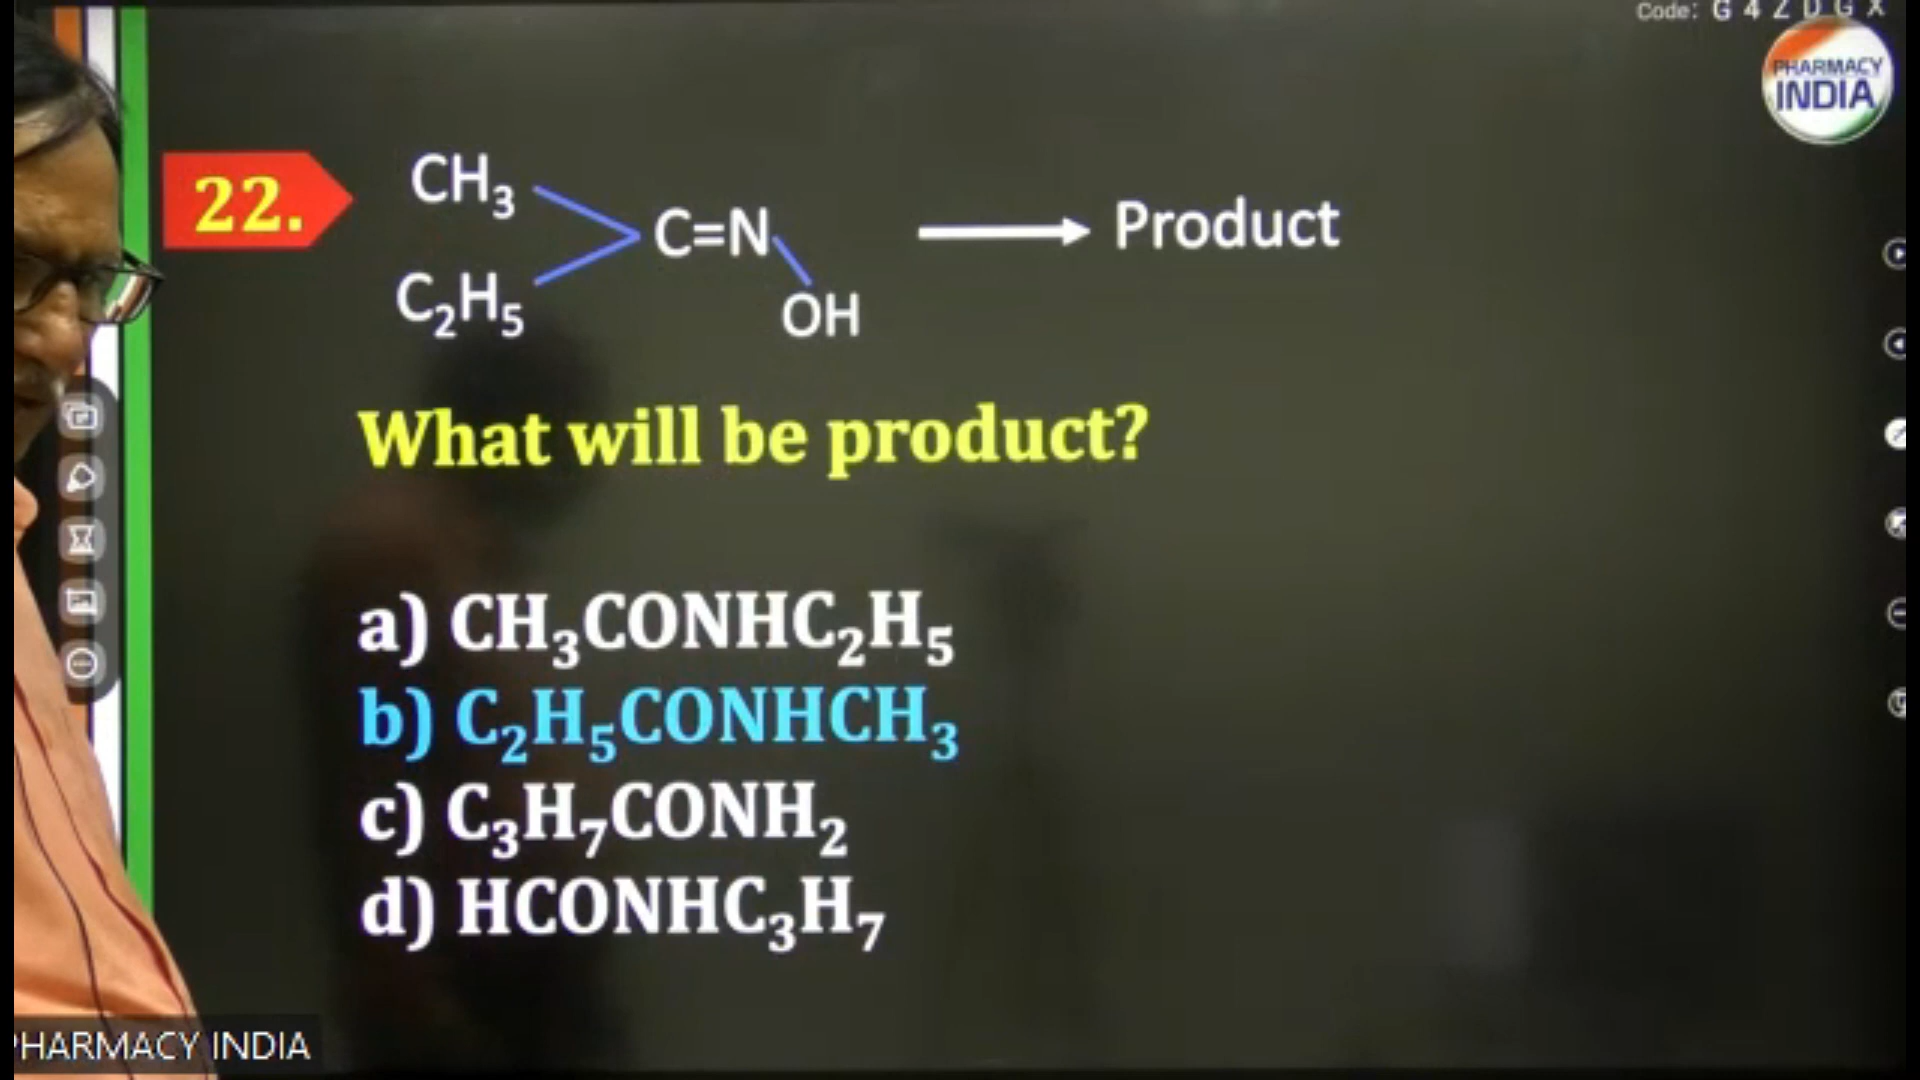 Code: G 4 Z D G X
PHARMACY
INDIA
22.
CH₃
C=N
C₂H₅
OH
Product
What will be product?
a) CH₃CONHC₂H₅
b) C₂H₅CONHCH₃
c) C₃H₇CONH₂
d) HCONHC₃H₇
PHARMACY INDIA